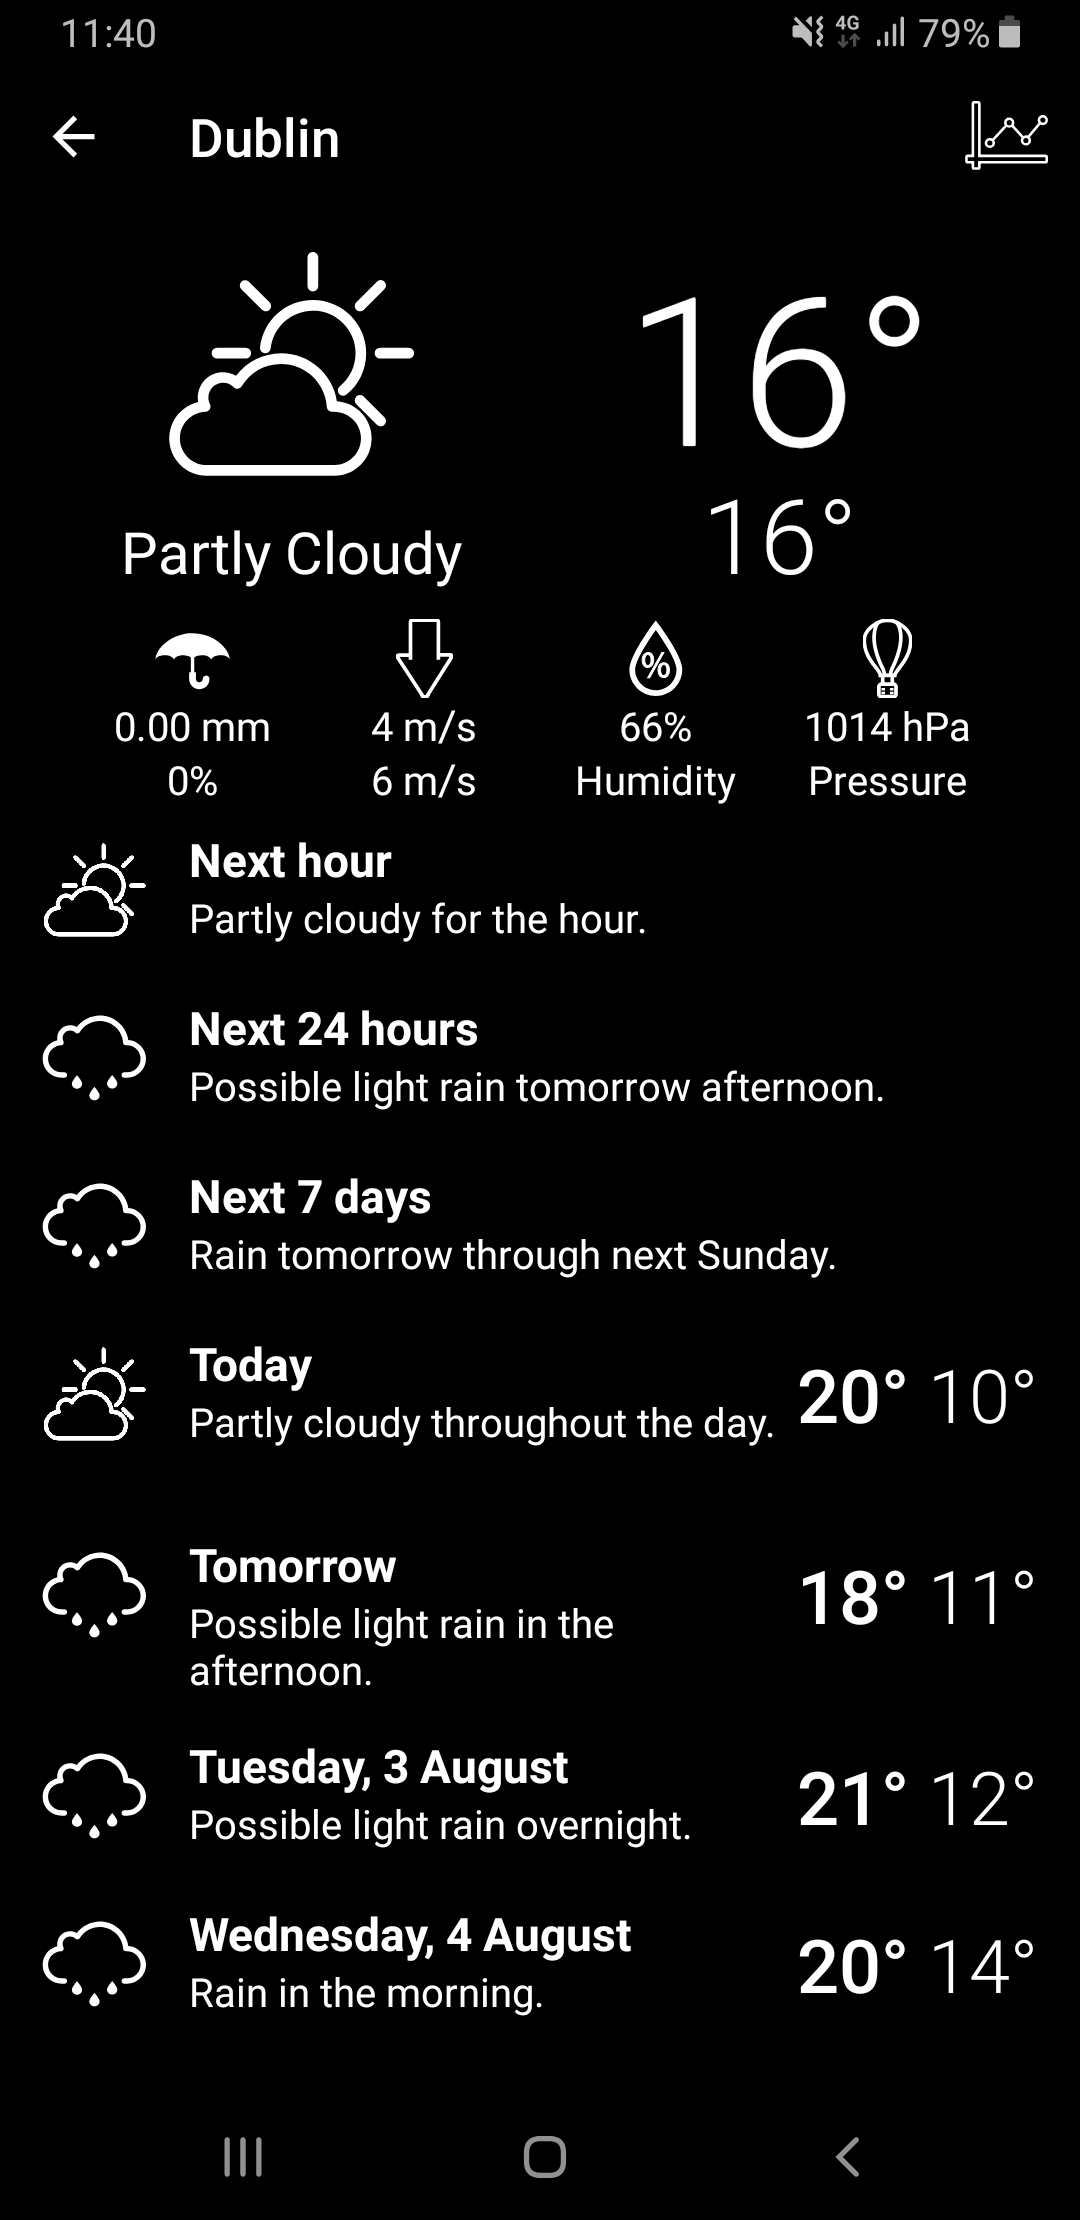 11:40
4G
79%
Dublin
16°
16°
Partly Cloudy
%
0.00 mm
4 m/s
66%
1014 hPa
0%
6 m/s
Humidity
Pressure
Next hour
Partly cloudy for the hour.
Next 24 hours
Possible light rain tomorrow afternoon.
Next 7 days
Rain tomorrow through next Sunday.
Today
Partly cloudy throughout the day.
20° 10°
Tomorrow
Possible light rain in the
afternoon.
18° 11°
Tuesday, 3 August
Possible light rain overnight.
21° 12°
Wednesday, 4 August
Rain in the morning.
20° 14°